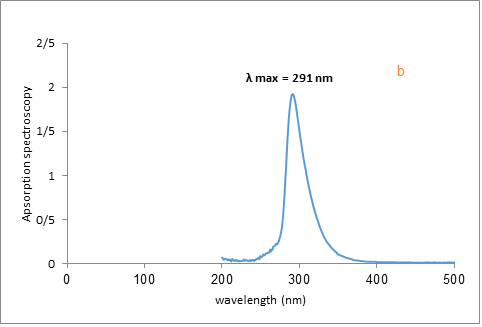 2/5
b
λ max = 291 nm
2
1/5
1
0/5
0
Apsorption spectroscopy
0 100 200 300 400 500
wavelength (nm)